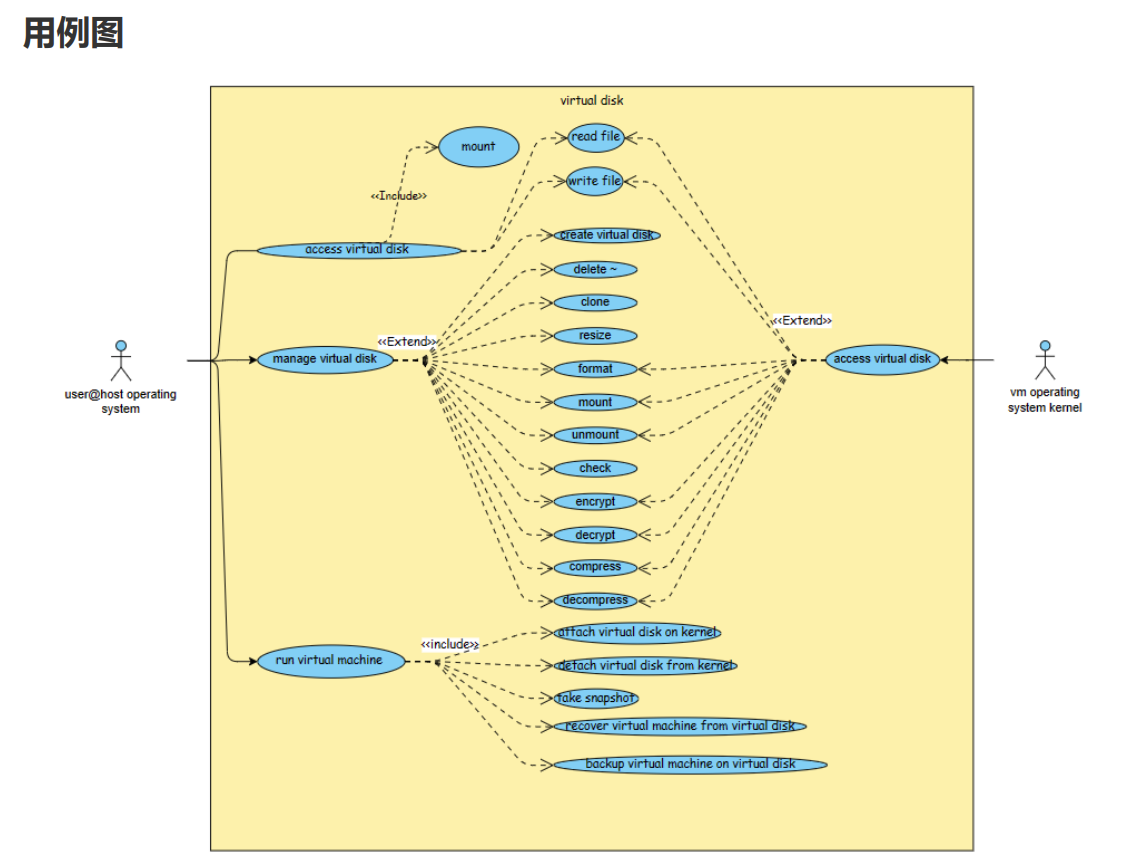 用例图
virtual disk
read file
mount
write file
<<Include>>
create virtual disk
access virtual disk
delete ~
clone
<<Extend>>
resize
<<Extend>>
manage virtual disk
format
access virtual disk
user@host operating
system
mount
vm operating
system kernel
unmount
check
encrypt
decrypt
compress
decompress
attach virtual disk on kernel
<<include>>
run virtual machine
detach virtual disk from kernel
take snapshot
recover virtual machine from virtual disk
backup virtual machine on virtual disk